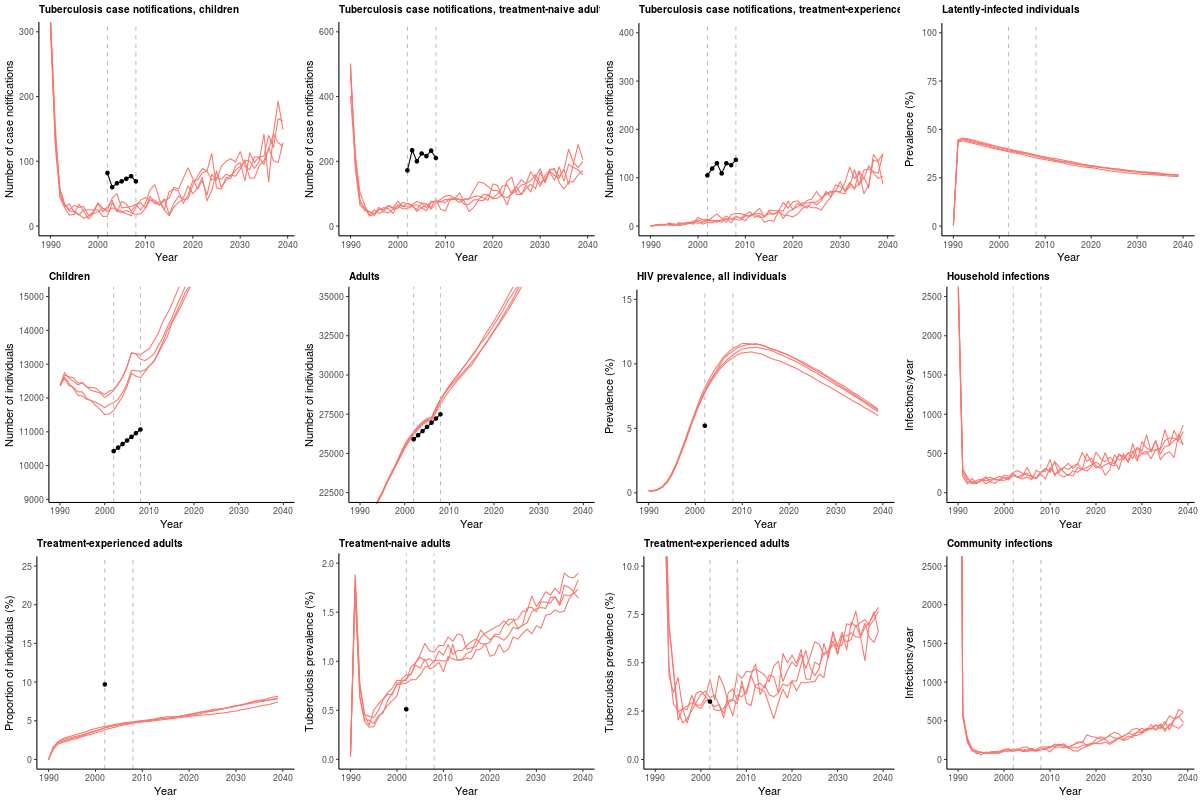 Tuberculosis case notifications, children
Number of case notifications
300
200
100
0
1990 2000 2010 2020 2030 2040
Year
Tuberculosis case notifications, treatment-naive adul
Number of case notifications
600
400
200
0
1990 2000 2010 2020 2030 2040
Year
Tuberculosis case notifications, treatment-experience
Number of case notifications
400
300
200
100
0
1990 2000 2010 2020 2030 2040
Year
Latently-infected individuals
Prevalence (%)
100
75
50
25
0
1990 2000 2010 2020 2030 2040
Year
Children
Number of individuals
15000
14000
13000
12000
11000
10000
9000
1990 2000 2010 2020 2030 2040
Year
Adults
Number of individuals
35000
32500
30000
27500
25000
22500
1990 2000 2010 2020 2030 2040
Year
HIV prevalence, all individuals
Prevalence (%)
15
10
5
0
1990 2000 2010 2020 2030 2040
Year
Household infections
Infections/year
2500
2000
1500
1000
500
0
1990 2000 2010 2020 2030 2040
Year
Treatment-experienced adults
Proportion of individuals (%)
25
20
15
10
5
0
1990 2000 2010 2020 2030 2040
Year
Treatment-naive adults
Tuberculosis prevalence (%)
2.0
1.5
1.0
0.5
0.0
1990 2000 2010 2020 2030 2040
Year
Treatment-experienced adults
Tuberculosis prevalence (%)
10.0
7.5
5.0
2.5
0.0
1990 2000 2010 2020 2030 2040
Year
Community infections
Infections/year
2500
2000
1500
1000
500
0
1990 2000 2010 2020 2030 2040
Year